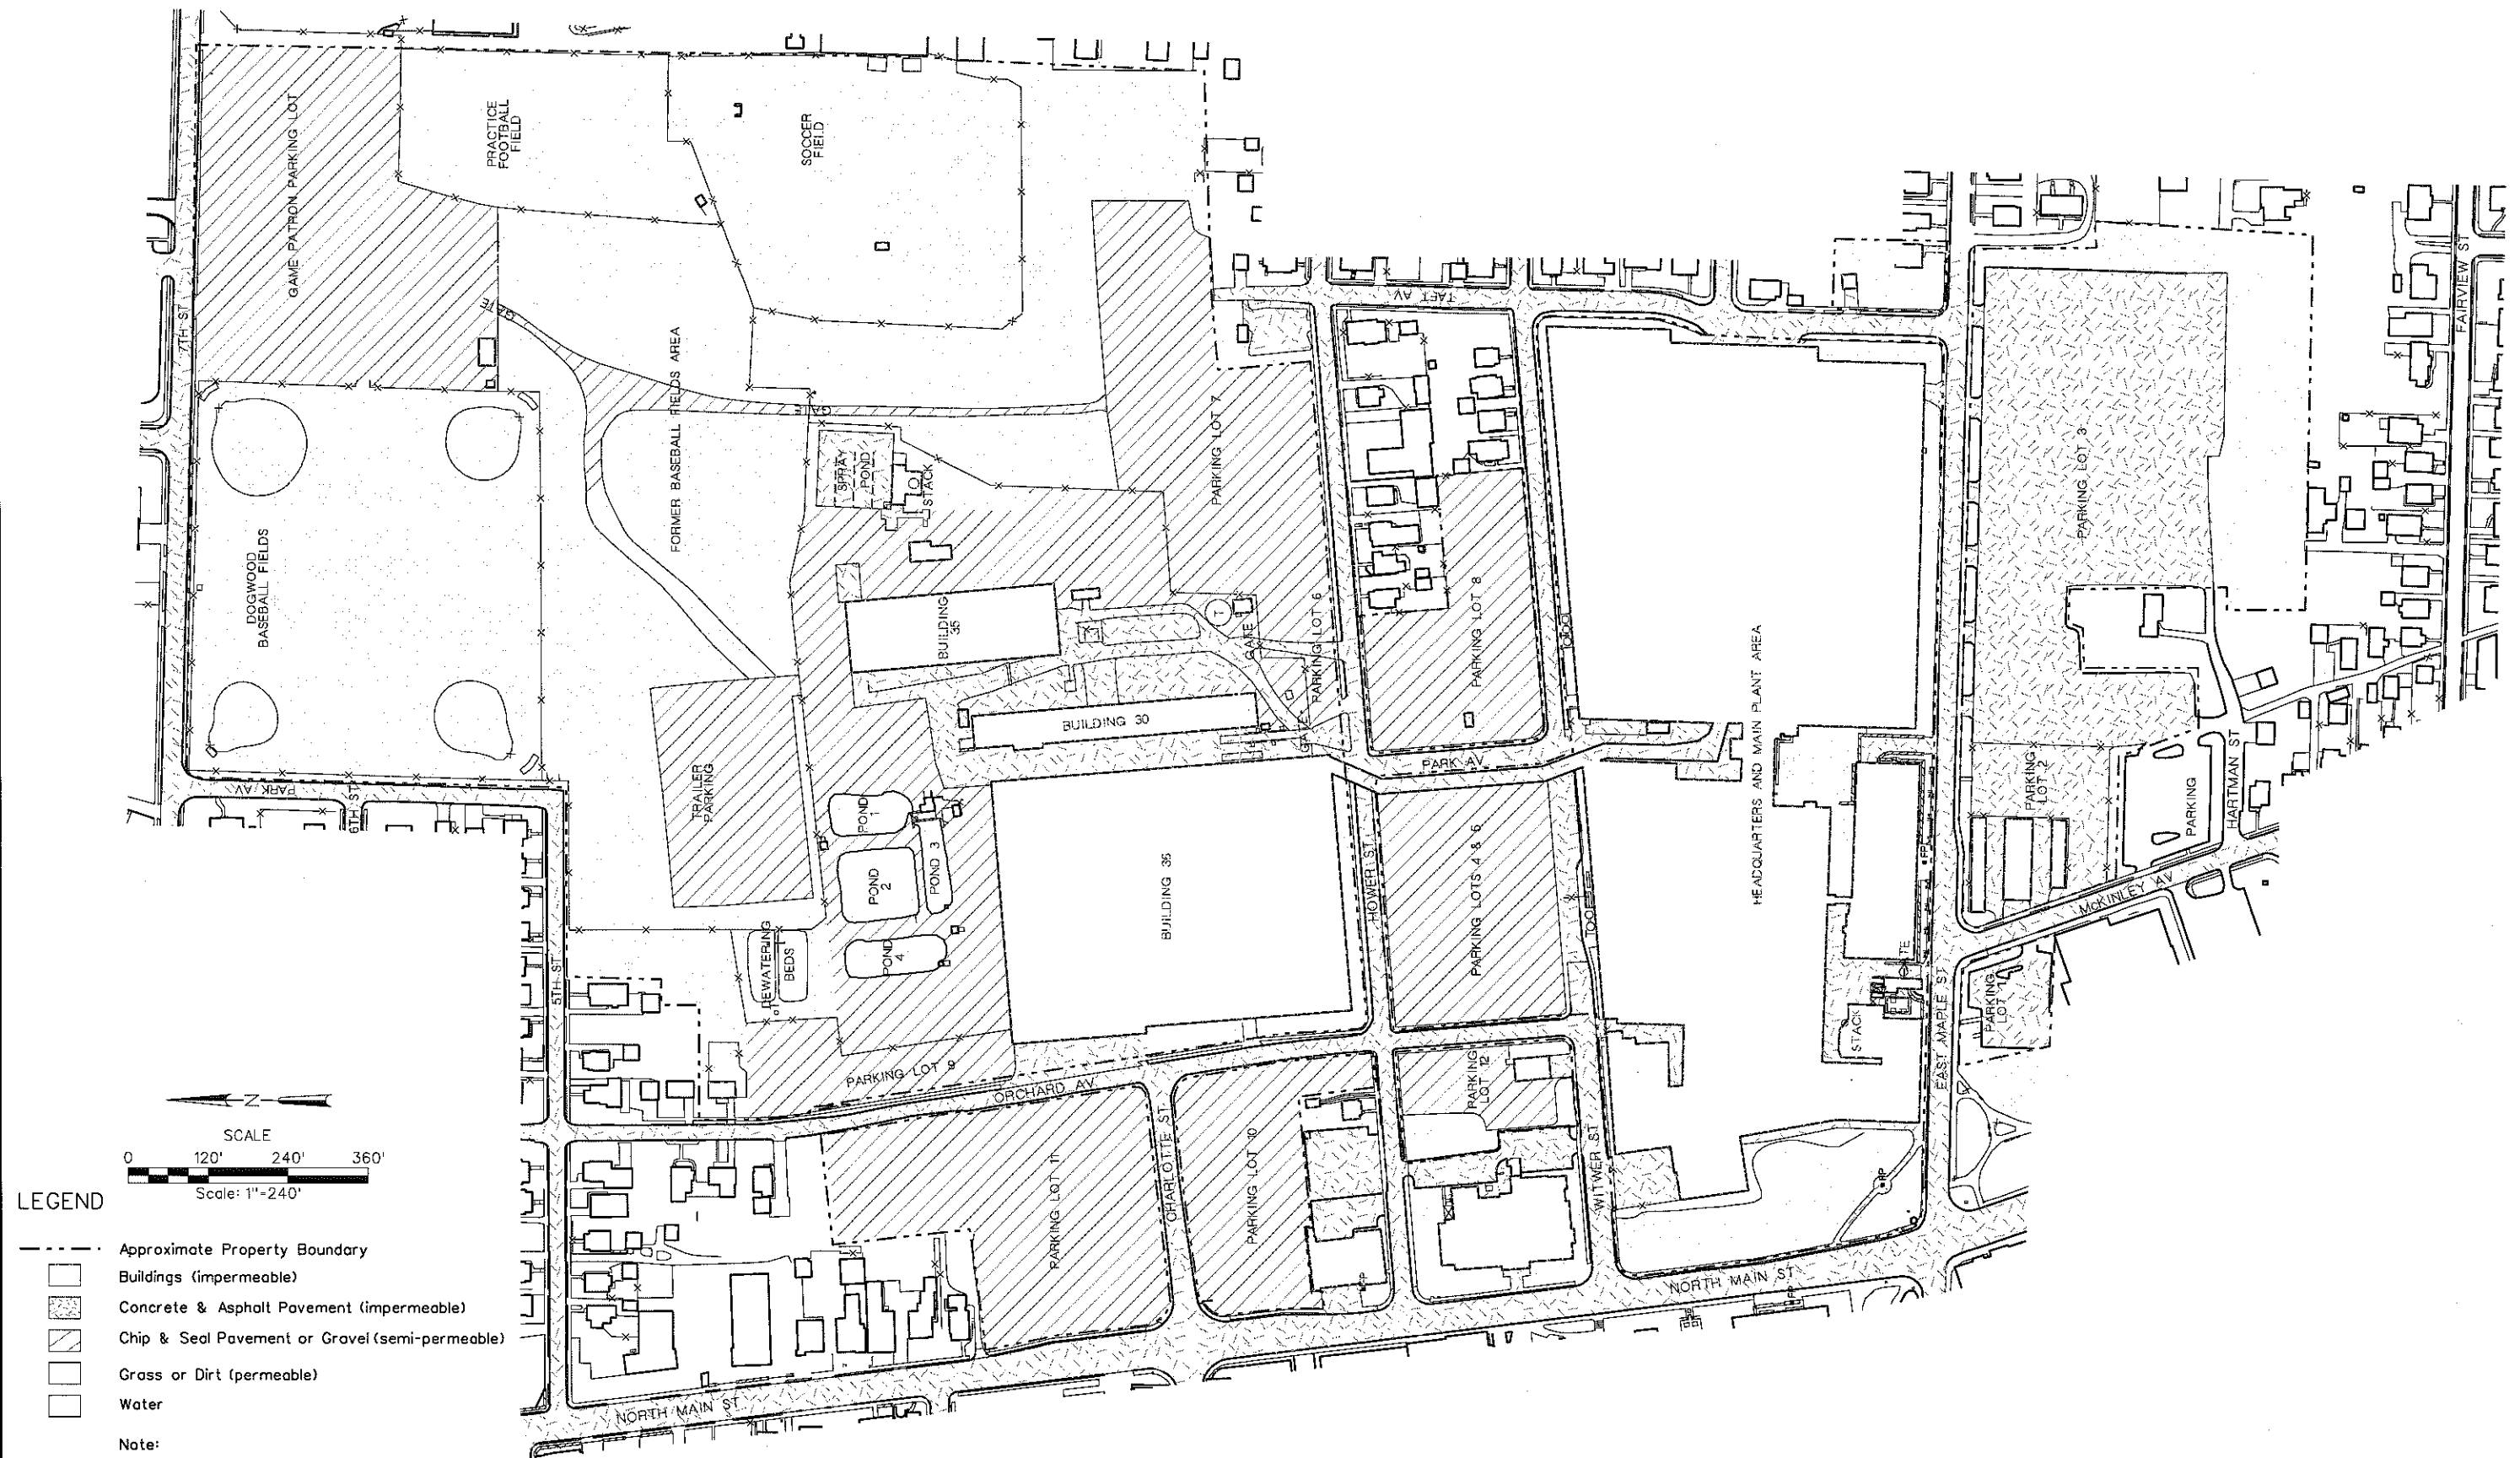 GAME PATRON PARKING LOT
PRACTICE
FOOTBALL
FIELD
SOCCER
FIELD
7TH ST
GATE
FORMER BASEBALL FIELDS AREA
GATE
DOGWOOD
BASEBALL FIELDS
SPRAY
POND
STACK
PARKING LOT 7
TAFT AV
PARKING LOT 3
FAIRVIEW ST
BUILDING
35
T
GATE
PARKING LOT 6
PARKING LOT 8
HEADQUARTERS AND MAIN PLANT AREA
BUILDING 30
GATE
PARK AV
PARK AV
6TH ST
TRAILER
PARKING
POND
1
POND
2
POND 3
POND
4
DEWATERING
BEDS
5TH ST
BUILDING 36
HOWER ST
PARKING LOTS 4 & 5
PARKING
LOT 2
PARKING
HARTMAN ST
McKINLEY AV
GATE
STACK
EAST MAPLE ST
PARKING
LOT 1
PARKING LOT 9
ORCHARD AV
PARKING
LOT 12
CHARLOTTE ST
PARKING LOT 11
PARKING LOT 10
WITWER ST
NORTH MAIN ST
NORTH MAIN ST
N
SCALE
0 120' 240' 360'
Scale: 1"=240'
LEGEND
Approximate Property Boundary
Buildings (impermeable)
Concrete & Asphalt Pavement (impermeable)
Chip & Seal Pavement or Gravel (semi-permeable)
Grass or Dirt (permeable)
Water
Note: